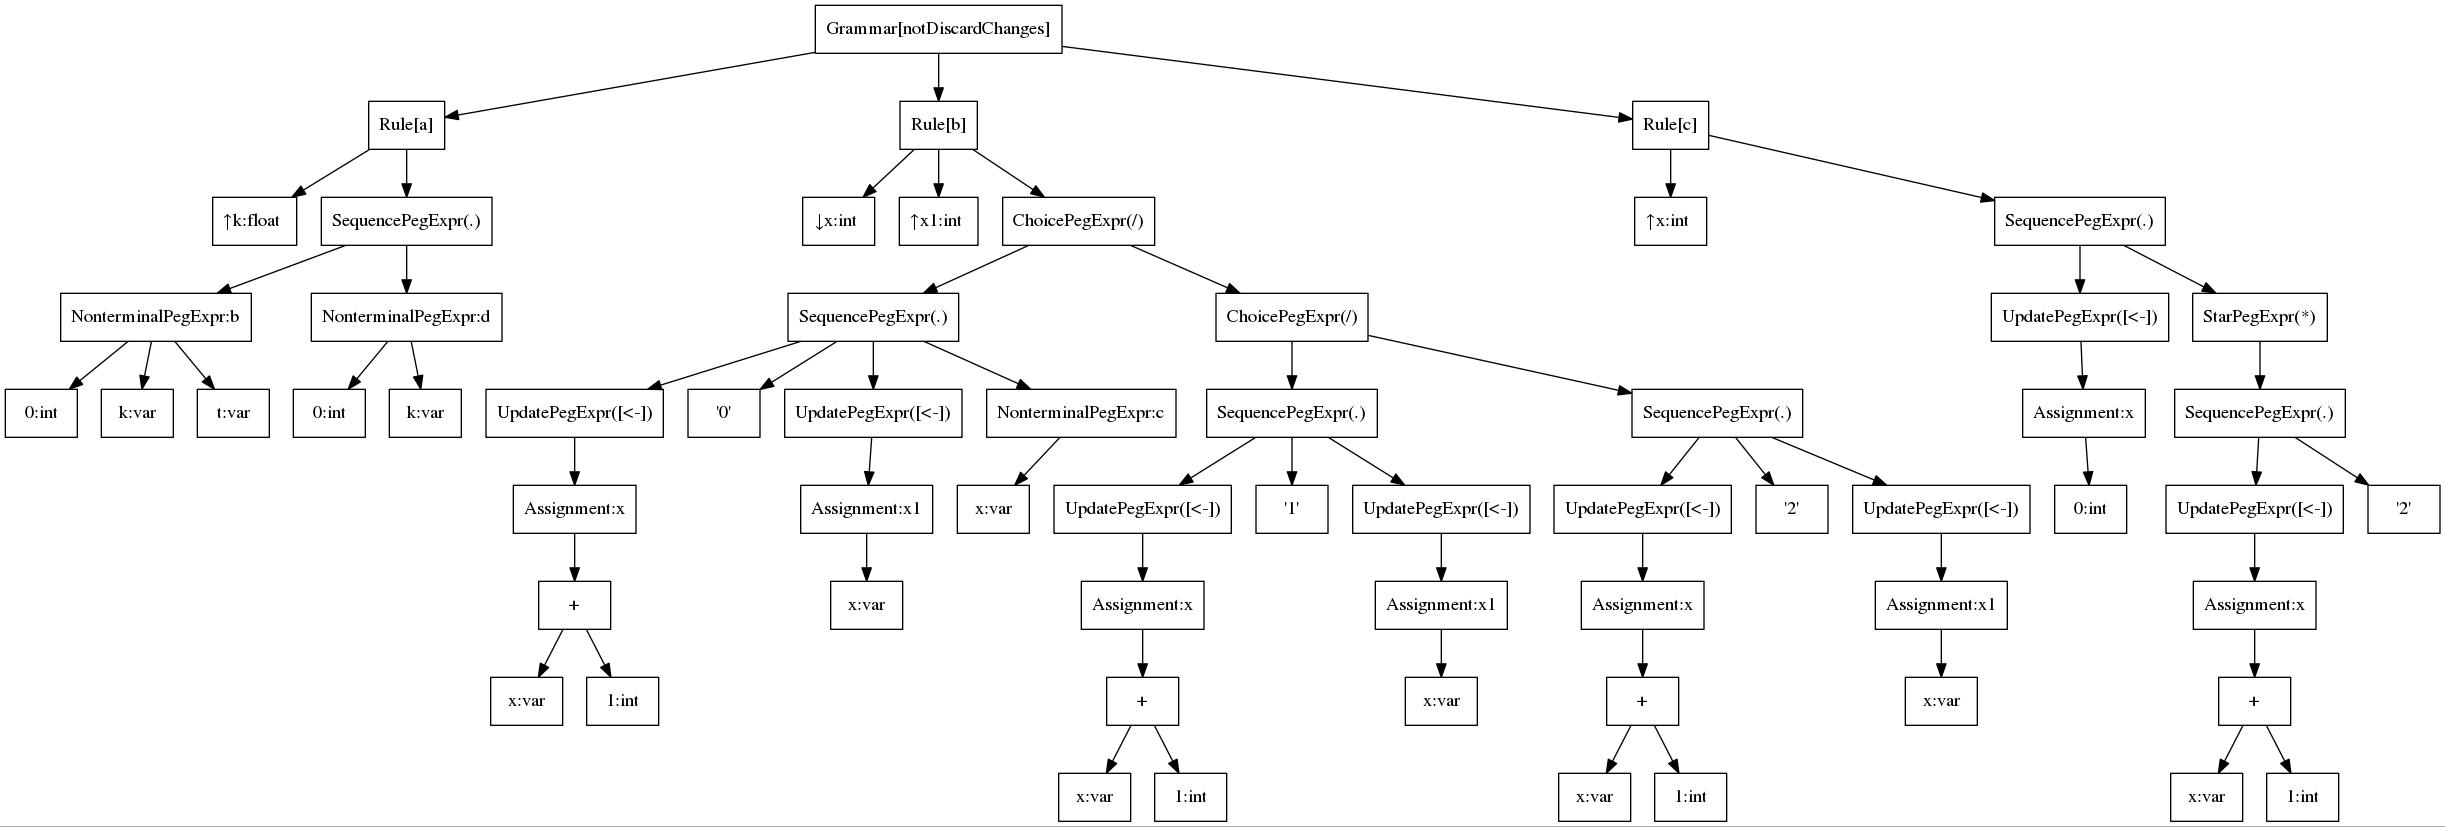 Grammar[notDiscardChanges]
Rule[a]
Rule[b]
Rule[c]
↑k:float
SequencePegExpr(.)
↓x:int
↑x1:int
ChoicePegExpr(/)
↑x:int
SequencePegExpr(.)
NonterminalPegExpr:b
NonterminalPegExpr:d
SequencePegExpr(.)
ChoicePegExpr(/)
UpdatePegExpr([<-])
StarPegExpr(*)
0:int
k:var
t:var
0:int
k:var
UpdatePegExpr([<-])
'0'
UpdatePegExpr([<-])
NonterminalPegExpr:c
SequencePegExpr(.)
SequencePegExpr(.)
Assignment:x
SequencePegExpr(.)
Assignment:x
Assignment:x1
x:var
UpdatePegExpr([<-])
'1'
UpdatePegExpr([<-])
UpdatePegExpr([<-])
'2'
UpdatePegExpr([<-])
0:int
UpdatePegExpr([<-])
'2'
+
x:var
Assignment:x
Assignment:x1
Assignment:x
Assignment:x1
Assignment:x
x:var
1:int
+
x:var
+
x:var
+
x:var
1:int
x:var
1:int
x:var
1:int